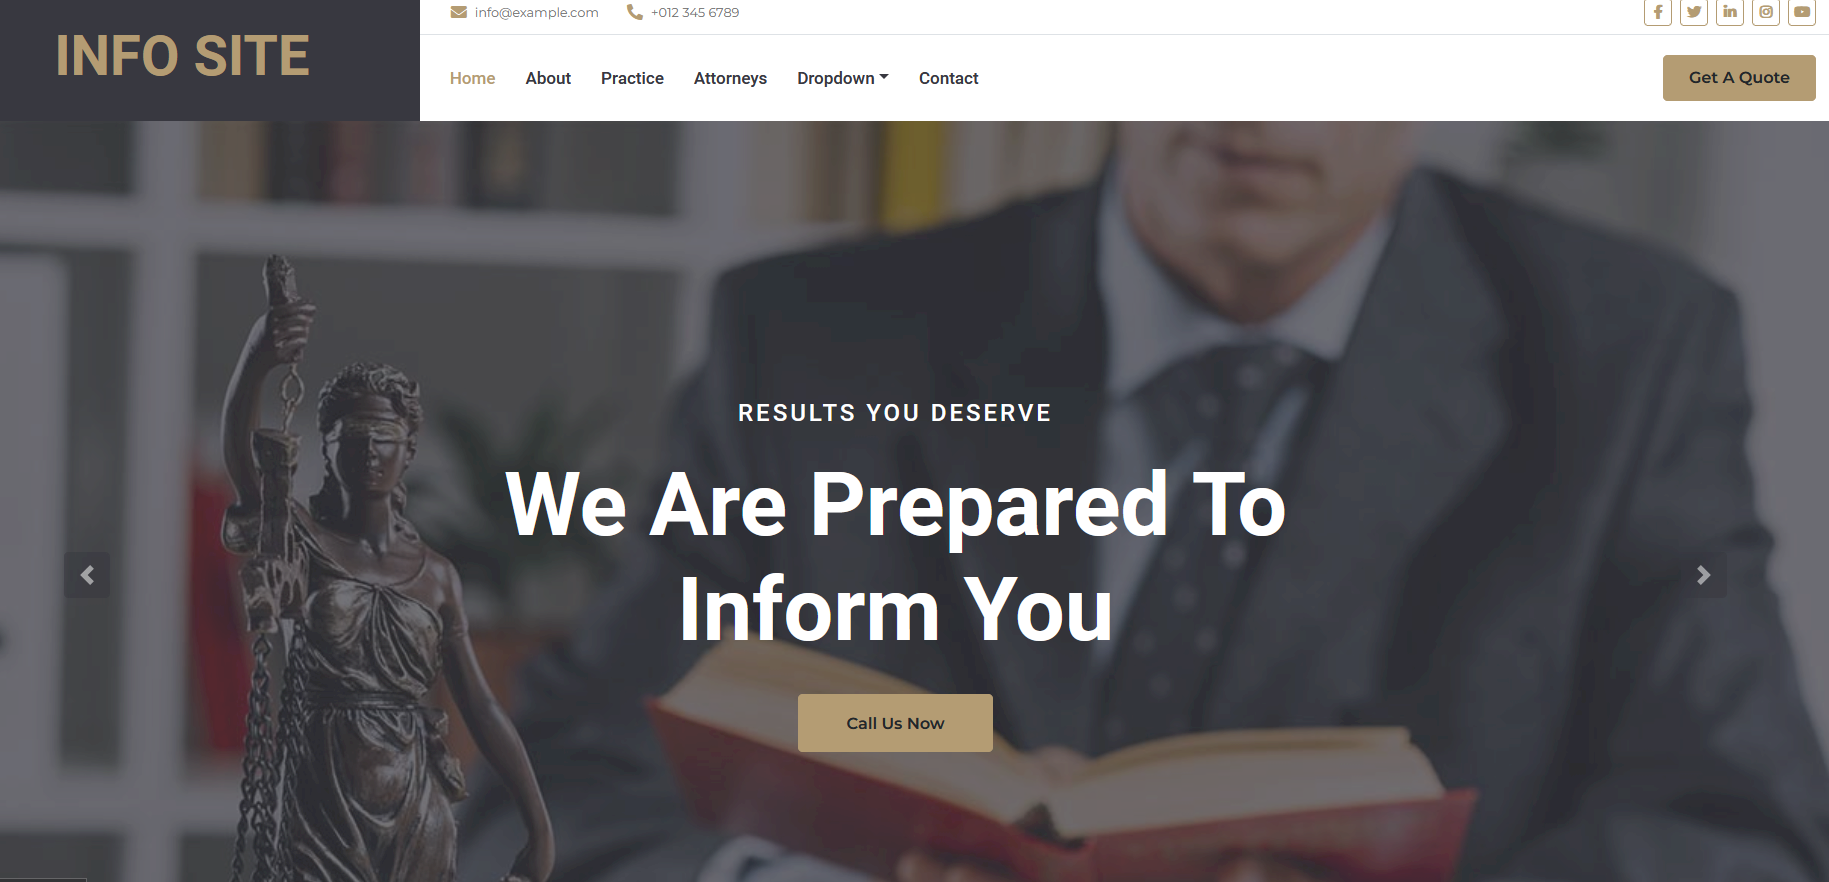 INFO SITE
info@example.com +012 345 6789
Home About Practice Attorneys Dropdown Contact
Get A Quote
RESULTS YOU DESERVE
We Are Prepared To
Inform You
Call Us Now